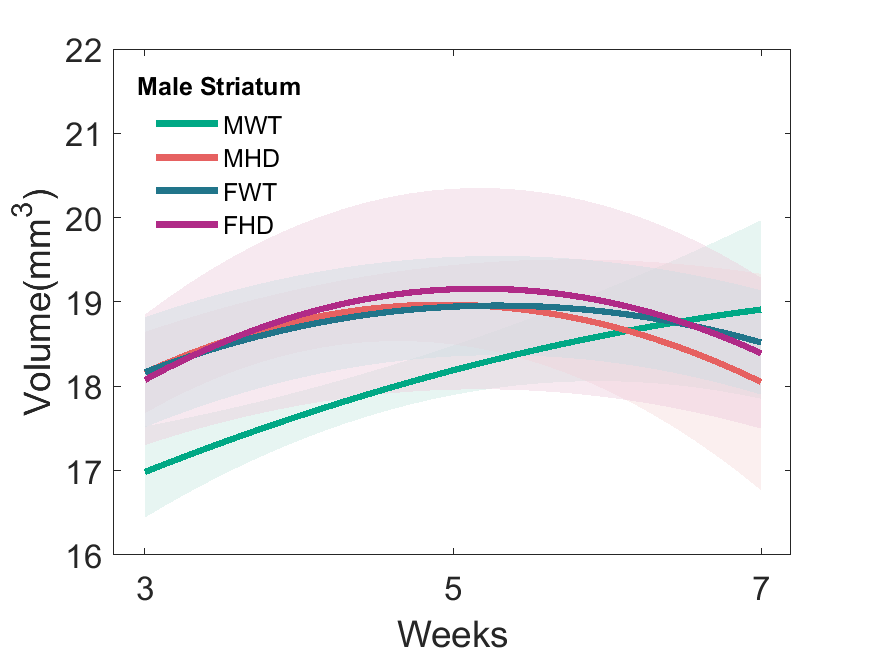 22
21
20
19
18
17
16
Volume(mm³)
Male Striatum
MWT
MHD
FWT
FHD
3 5 7
Weeks